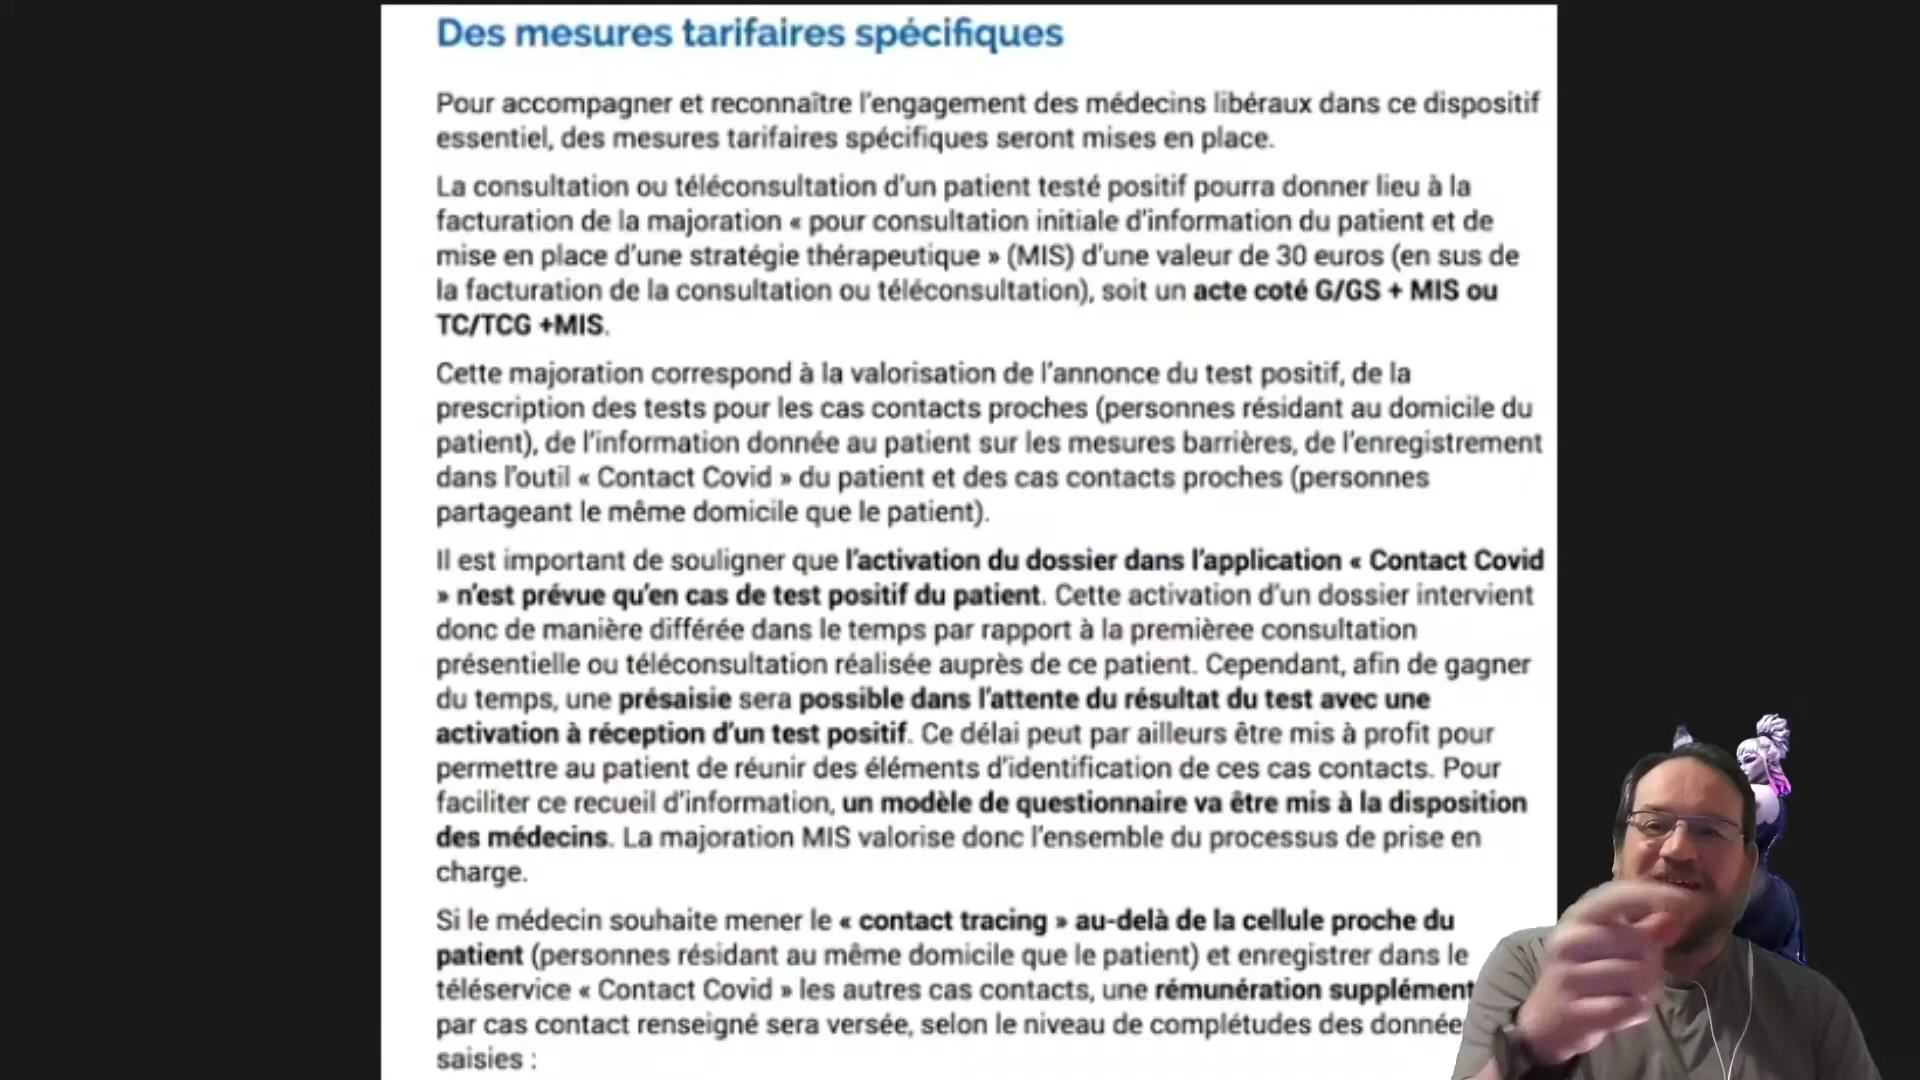 Des mesures tarifaires spécifiques
Pour accompagner et reconnaître l'engagement des médecins libéraux dans ce dispositif
essentiel, des mesures tarifaires spécifiques seront mises en place.
La consultation ou téléconsultation d'un patient testé positif pourra donner lieu à la
facturation de la majoration « pour consultation initiale d'information du patient et de
mise en place d'une stratégie thérapeutique » (MIS) d'une valeur de 30 euros (en sus de
la facturation de la consultation ou téléconsultation), soit un acte coté G/GS + MIS ou
TC/TCG +MIS.
Cette majoration correspond à la valorisation de l'annonce du test positif, de la
prescription des tests pour les cas contacts proches (personnes résidant au domicile du
patient), de l'information donnée au patient sur les mesures barrières, de l'enregistrement
dans l'outil « Contact Covid » du patient et des cas contacts proches (personnes
partageant le même domicile que le patient).
Il est important de souligner que l'activation du dossier dans l'application « Contact Covid
» n'est prévue qu'en cas de test positif du patient. Cette activation d'un dossier intervient
donc de manière différée dans le temps par rapport à la premièree consultation
présentielle ou téléconsultation réalisée auprès de ce patient. Cependant, afin de gagner
du temps, une présaisie sera possible dans l'attente du résultat du test avec une
activation à réception d'un test positif. Ce délai peut par ailleurs être mis à profit pour
permettre au patient de réunir des éléments d'identification de ces cas contacts. Pour
faciliter ce recueil d'information, un modèle de questionnaire va être mis à la disposition
des médecins. La majoration MIS valorise donc l'ensemble du processus de prise en
charge.
Si le médecin souhaite mener le « contact tracing » au-delà de la cellule proche du
patient (personnes résidant au même domicile que le patient) et enregistrer dans le
téléservice « Contact Covid » les autres cas contacts, une rémunération supplément
par cas contact renseigné sera versée, selon le niveau de complétudes des donnée
saisies :